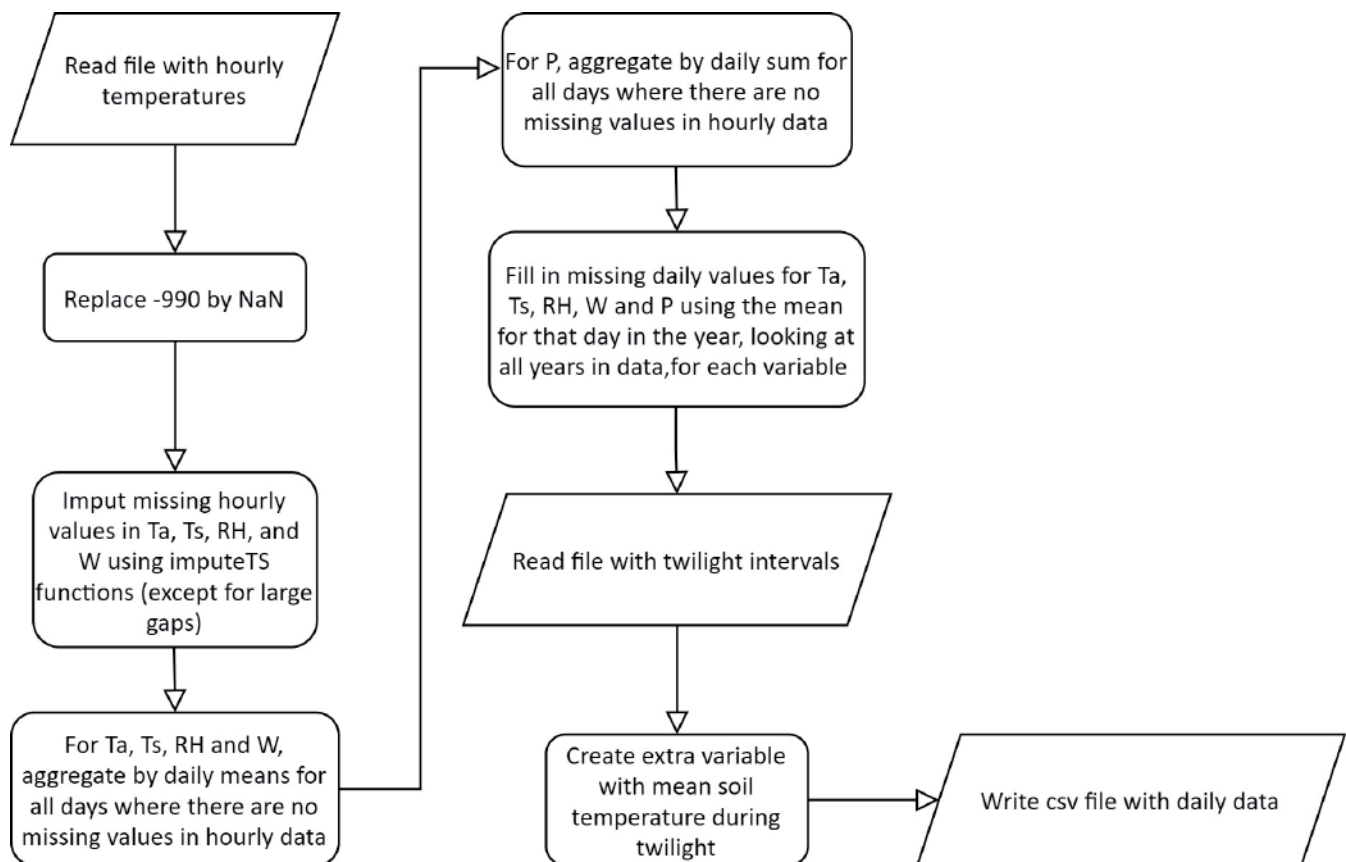 Read file with hourly
temperatures
Replace -990 by NaN
Imput missing hourly
values in Ta, Ts, RH, and
W using imputeTS
functions (except for large
gaps)
For Ta, Ts, RH and W,
aggregate by daily means for
all days where there are no
missing values in hourly data
For P, aggregate by daily sum for
all days where there are no
missing values in hourly data
Fill in missing daily values for Ta,
Ts, RH, W and P using the mean
for that day in the year, looking at
all years in data,for each variable
Read file with twilight intervals
Create extra variable
with mean soil
temperature during
twilight
Write csv file with daily data